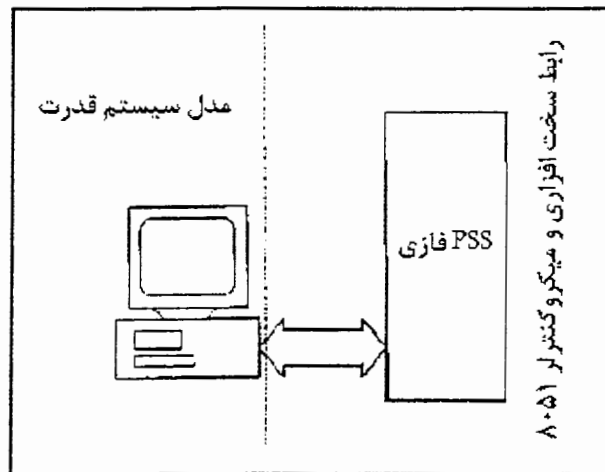 مدل سیستم قدرت
PSS فازی
رابط سخت افزاری و میکروکنترلر ۸۰۵۱